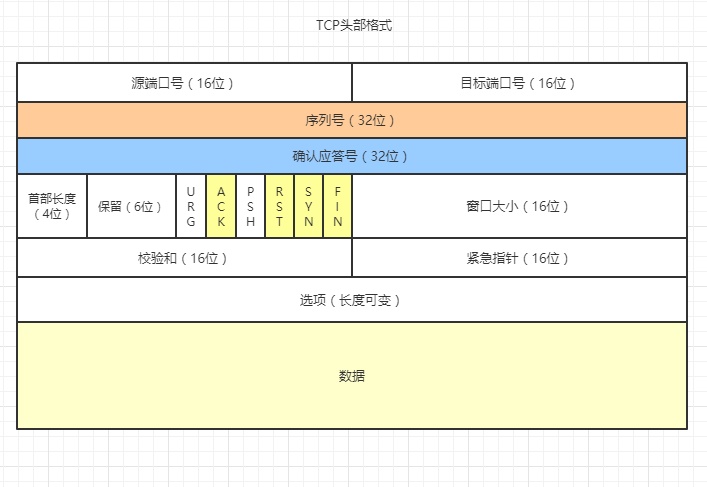 TCP头部格式
源端口号（16位）
目标端口号（16位）
序列号（32位）
确认应答号（32位）
首部长度
（4位）
保留（6位）
URG
ACK
PSH
RST
SYN
FIN
窗口大小（16位）
校验和（16位）
紧急指针（16位）
选项（长度可变）
数据